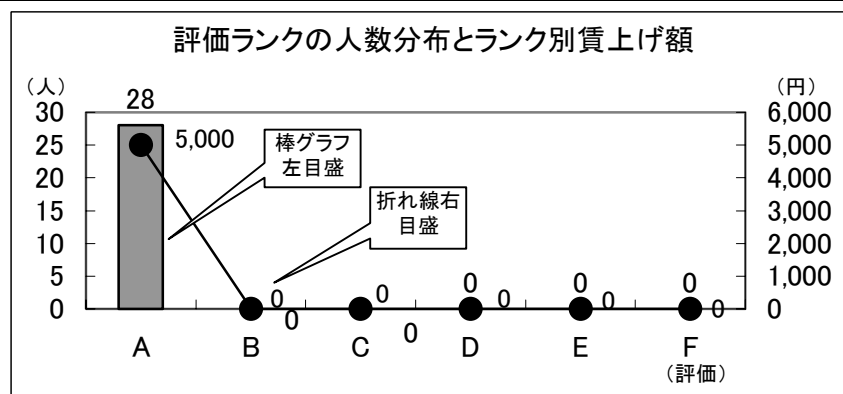 評価ランクの人数分布とランク別賃上げ額
（人）
（円）
28
30
25
20
15
10
5
0
5,000
棒グラフ
左目盛
折れ線右
目盛
0
0
0
0
0
0
0
0
0
0
6,000
5,000
4,000
3,000
2,000
1,000
0
A
B
C
D
E
F
（評価）